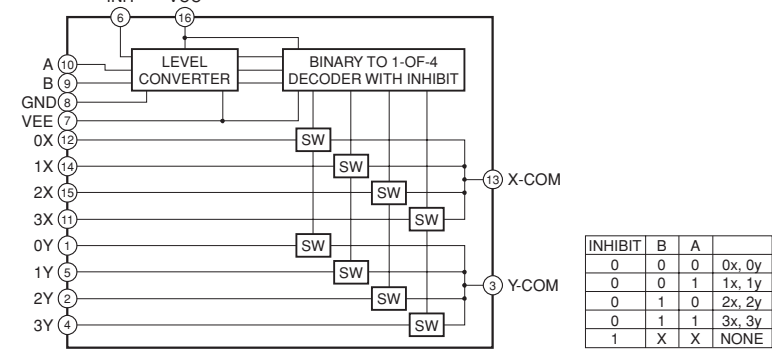 6 16
A 10 LEVEL CONVERTER BINARY TO 1-OF-4 DECODER WITH INHIBIT
B 9
GND 8
VEE 7
0X 12 SW
1X 14 SW
13 X-COM
2X 15 SW
3X 11 SW
0Y 1 SW
1Y 5 SW
3 Y-COM
2Y 2 SW
3Y 4 SW
INHIBIT B A
0 0 0 0x, 0y
0 0 1 1x, 1y
0 1 0 2x, 2y
0 1 1 3x, 3y
1 X X NONE